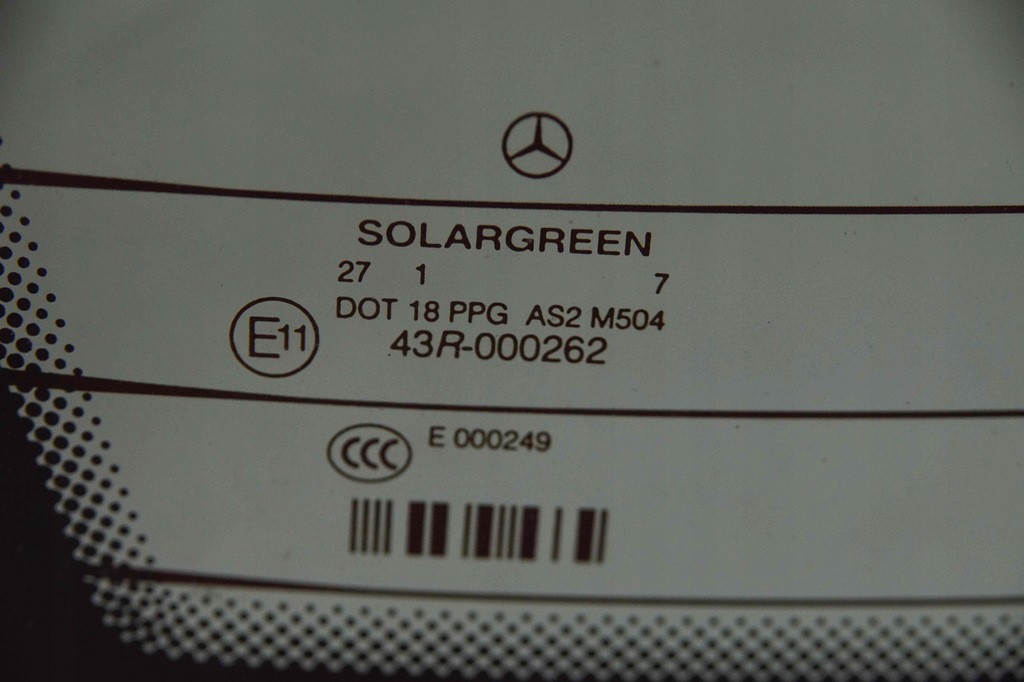 SOLARGREEN
27 1 7
DOT 18 PPG AS2 M504
E11
43R-000262
CCC E 000249